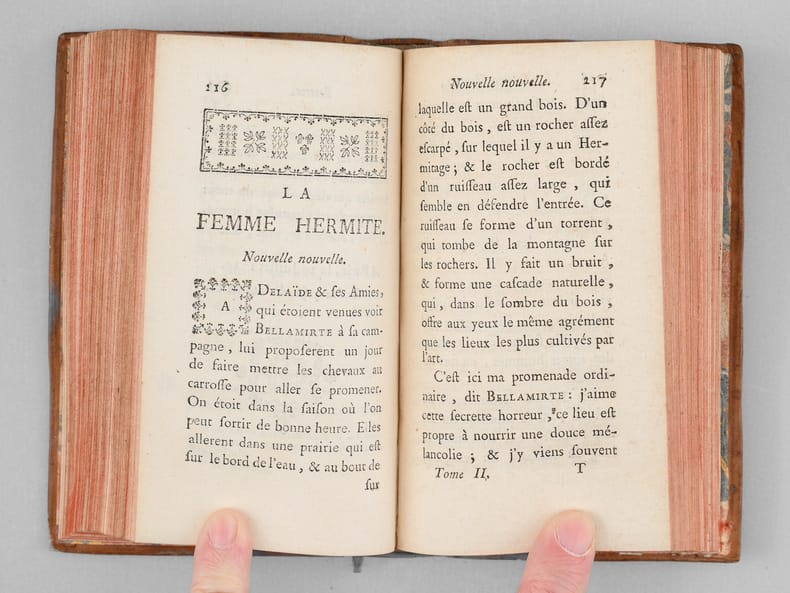 216
LA
FEMME HERMITE.
Nouvelle nouvelle.
ADELAÏDE & ſes Amies,
qui étoient venues voir
BELLAMIRTE à ſa cam-
pagne, lui propoſerent un jour
de faire mettre les chevaux au
carroſſe pour aller ſe promener.
On étoit dans la ſaiſon où l'on
peut ſortir de bonne heure. Elles
allerent dans une prairie qui eſt
ſur le bord de l'eau, & au bout de
ſux
Nouvelle nouvelle. 217
laquelle eſt un grand bois. D'un
côté du bois, eſt un rocher aſſez
eſcarpé, ſur lequel il y a un Her-
mitage; & le rocher eſt bordé
d'un ruiſſeau aſſez large, qui
ſemble en défendre l'entrée. Ce
ruiſſeau ſe forme d'un torrent,
qui tombe de la montagne ſur
les rochers. Il y fait un bruit,
& forme une caſcade naturelle,
qui, dans le ſombre du bois,
offre aux yeux le même agrément
que les lieux les plus cultivés par
l'art.
C'eſt ici ma promenade ordi-
naire, dit BELLAMIRTE: j'aime
cette ſecrette horreur, ce lieu eſt
propre à nourrir une douce mé-
lancolie; & j'y viens ſouvent
Tome II, T